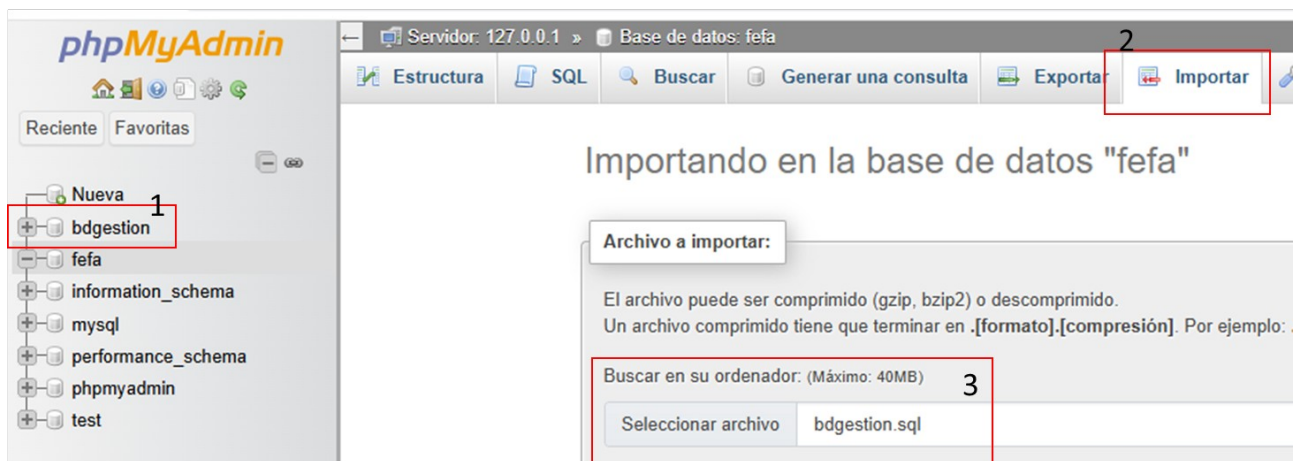 phpMyAdmin
Reciente Favoritas
Nueva
1
bdgestion
fefa
information_schema
mysql
performance_schema
phpmyadmin
test
Servidor: 127.0.0.1 » Base de datos: fefa
2
Estructura SQL Buscar Generar una consulta Exportar Importar
Importando en la base de datos "fefa"
Archivo a importar:
El archivo puede ser comprimido (gzip, bzip2) o descomprimido.
Un archivo comprimido tiene que terminar en .[formato].[compresión]. Por ejemplo: .
Buscar en su ordenador: (Máximo: 40MB)
3
Seleccionar archivo bdgestion.sql